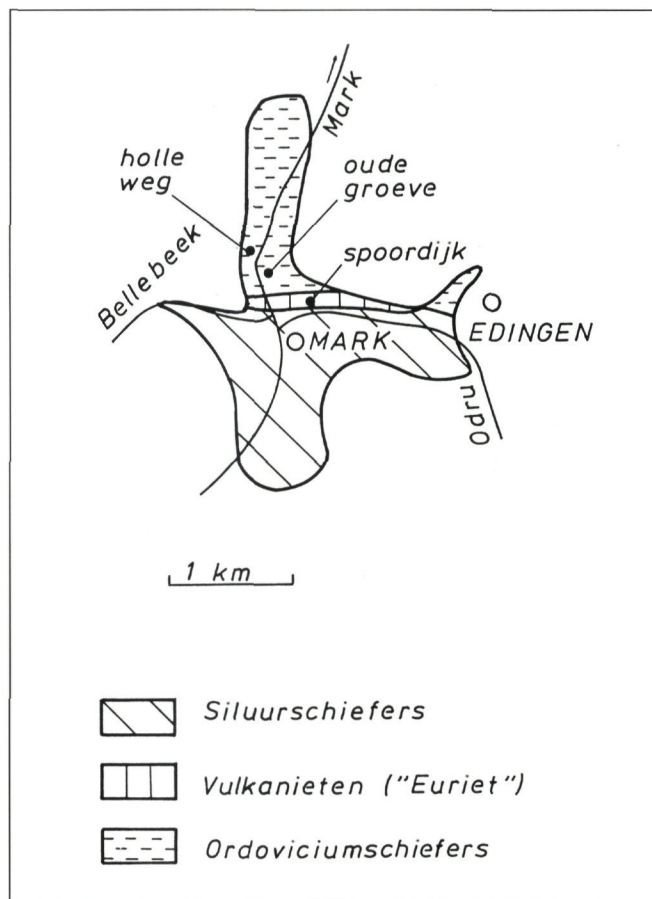 Mark
holle
weg
oude
groeve
spoordijk
Bellebeek
EDINGEN
MARK
Odru
1 km
Siluurschiefers
Vulkanieten ("Euriet")
Ordoviciumschiefers